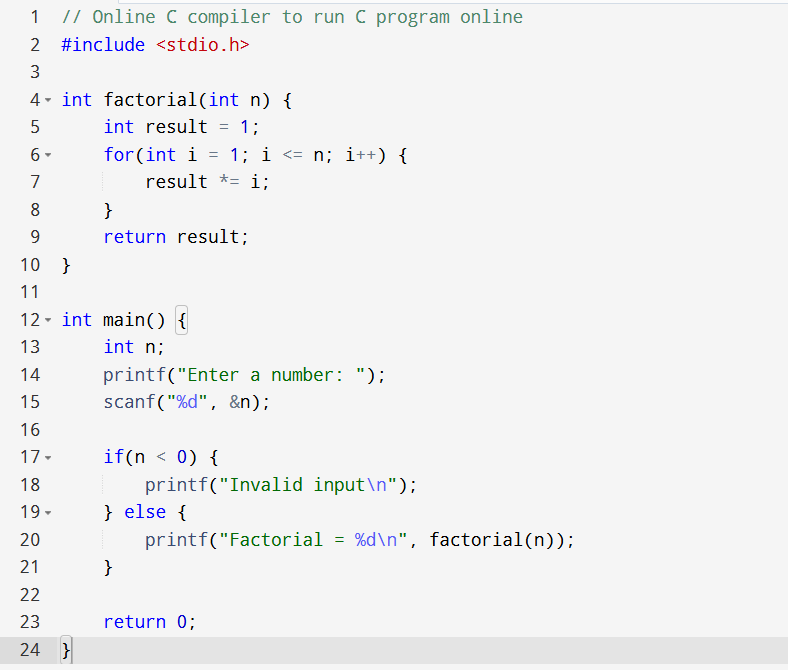 1 // Online C compiler to run C program online
2 #include <stdio.h>
3
4 int factorial(int n) {
5     int result = 1;
6     for(int i = 1; i <= n; i++) {
7         result *= i;
8     }
9     return result;
10 }
11
12 int main() {
13     int n;
14     printf("Enter a number: ");
15     scanf("%d", &n);
16
17     if(n < 0) {
18         printf("Invalid input\n");
19     } else {
20         printf("Factorial = %d\n", factorial(n));
21     }
22
23     return 0;
24 }